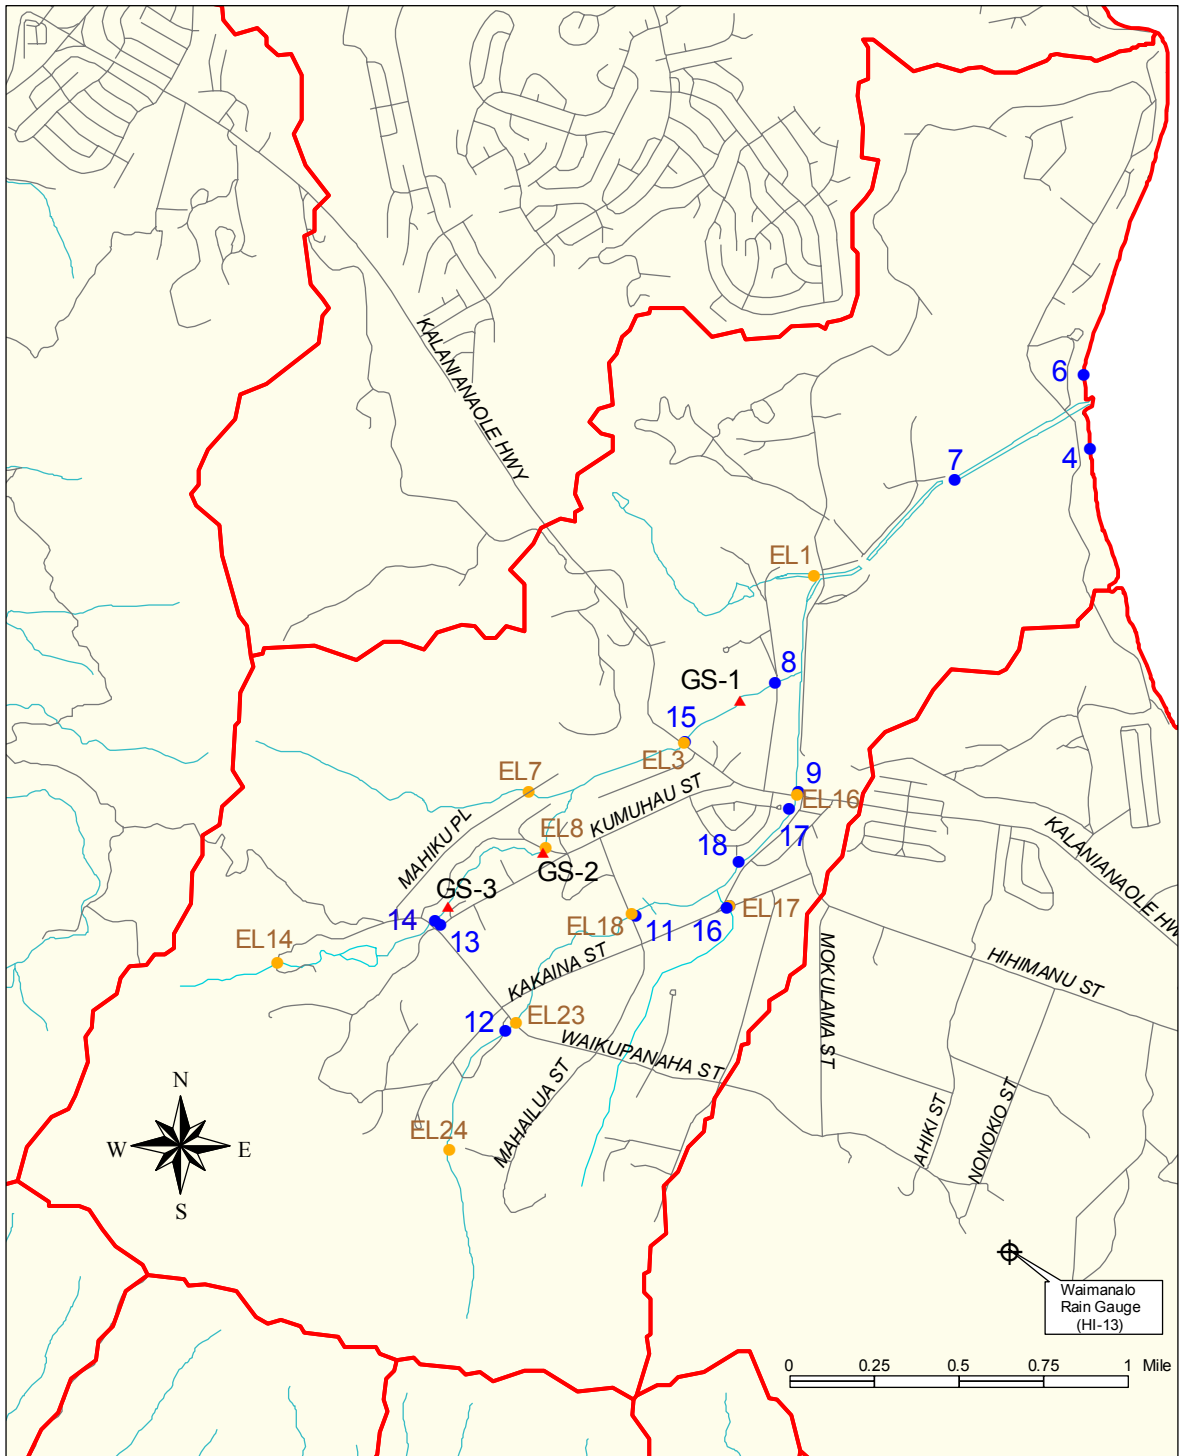 KALANIANAOLE HWY
6
4
7
EL1
8
GS-1
15
EL3
EL7
9
EL16
KUMUHAU ST
17
EL8
MAHIKU PL
18
GS-2
GS-3
KALANIANAOLE HW
14
13
EL18
11
16
EL17
EL14
KAKAINA ST
MOKULAMA ST
HIHIMANU ST
12
EL23
WAIKUPANAHA ST
MAHAILUA ST
AHIKI ST
NONOKIO ST
EL24
N
W
E
S
Waimanalo
Rain Gauge
(HI-13)
0 0.25 0.5 0.75 1 Mile